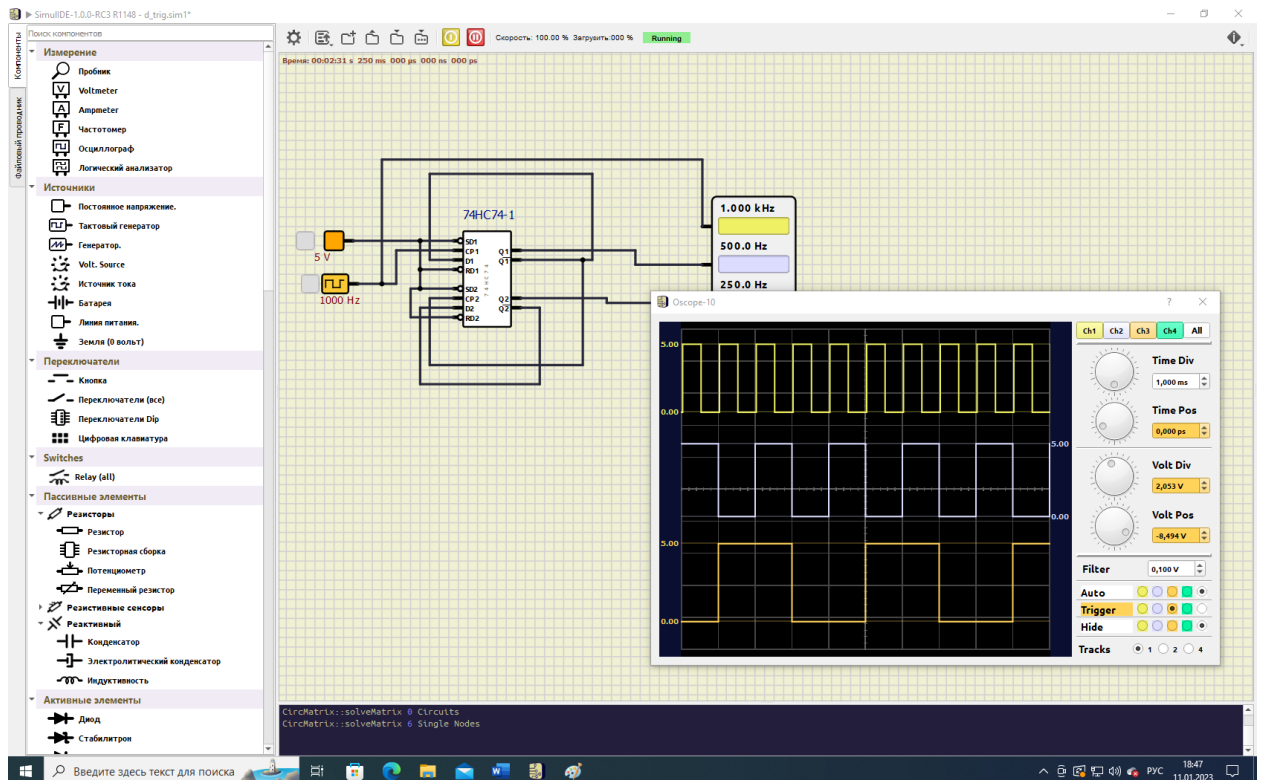 SimulIDE-1.0.0-RC3 R1148 - d_trig.sim1*
Компоненты
Файловый проводник
Поиск компонентов
Измерение
Пробник
Voltmeter
Ampmeter
Частотомер
Осциллограф
Логический анализатор
Источники
Постоянное напряжение.
Тактовый генератор
Генератор.
Volt. Source
Источник тока
Батарея
Линия питания.
Земля (0 вольт)
Переключатели
Кнопка
Переключатели (все)
Переключатели Dip
Цифровая клавиатура
Switches
Relay (all)
Пассивные элементы
Резисторы
Резистор
Резисторная сборка
Потенциометр
Переменный резистор
Резистивные сенсоры
Реактивный
Конденсатор
Электролитический конденсатор
Индуктивность
Активные элементы
Диод
Стабилитрон
Скорость: 100.00 % Загрузить:000 %
Running
Время: 00:02:31 s 250 ms 000 µs 000 ns 000 ps
74HC74-1
5 V
1000 Hz
SD1
CP1
D1
RD1
SD2
CP2
D2
RD2
74HC74
Q1
Q1
Q2
Q2
1.000 kHz
500.0 Hz
250.0 Hz
Oscope-10
? 
5.00
0.00
5.00
0.00
5.00
0.00
Ch1 Ch2 Ch3 Ch4 All
Time Div
1,000 ms
Time Pos
0,000 ps
Volt Div
2,053 V
Volt Pos
-8,494 V
Filter 0,100 V
Auto
Trigger
Hide
Tracks 1 2 4
CircMatrix::solveMatrix 0 Circuits
CircMatrix::solveMatrix 6 Single Nodes
Введите здесь текст для поиска
РУС
18:47
11.01.2023